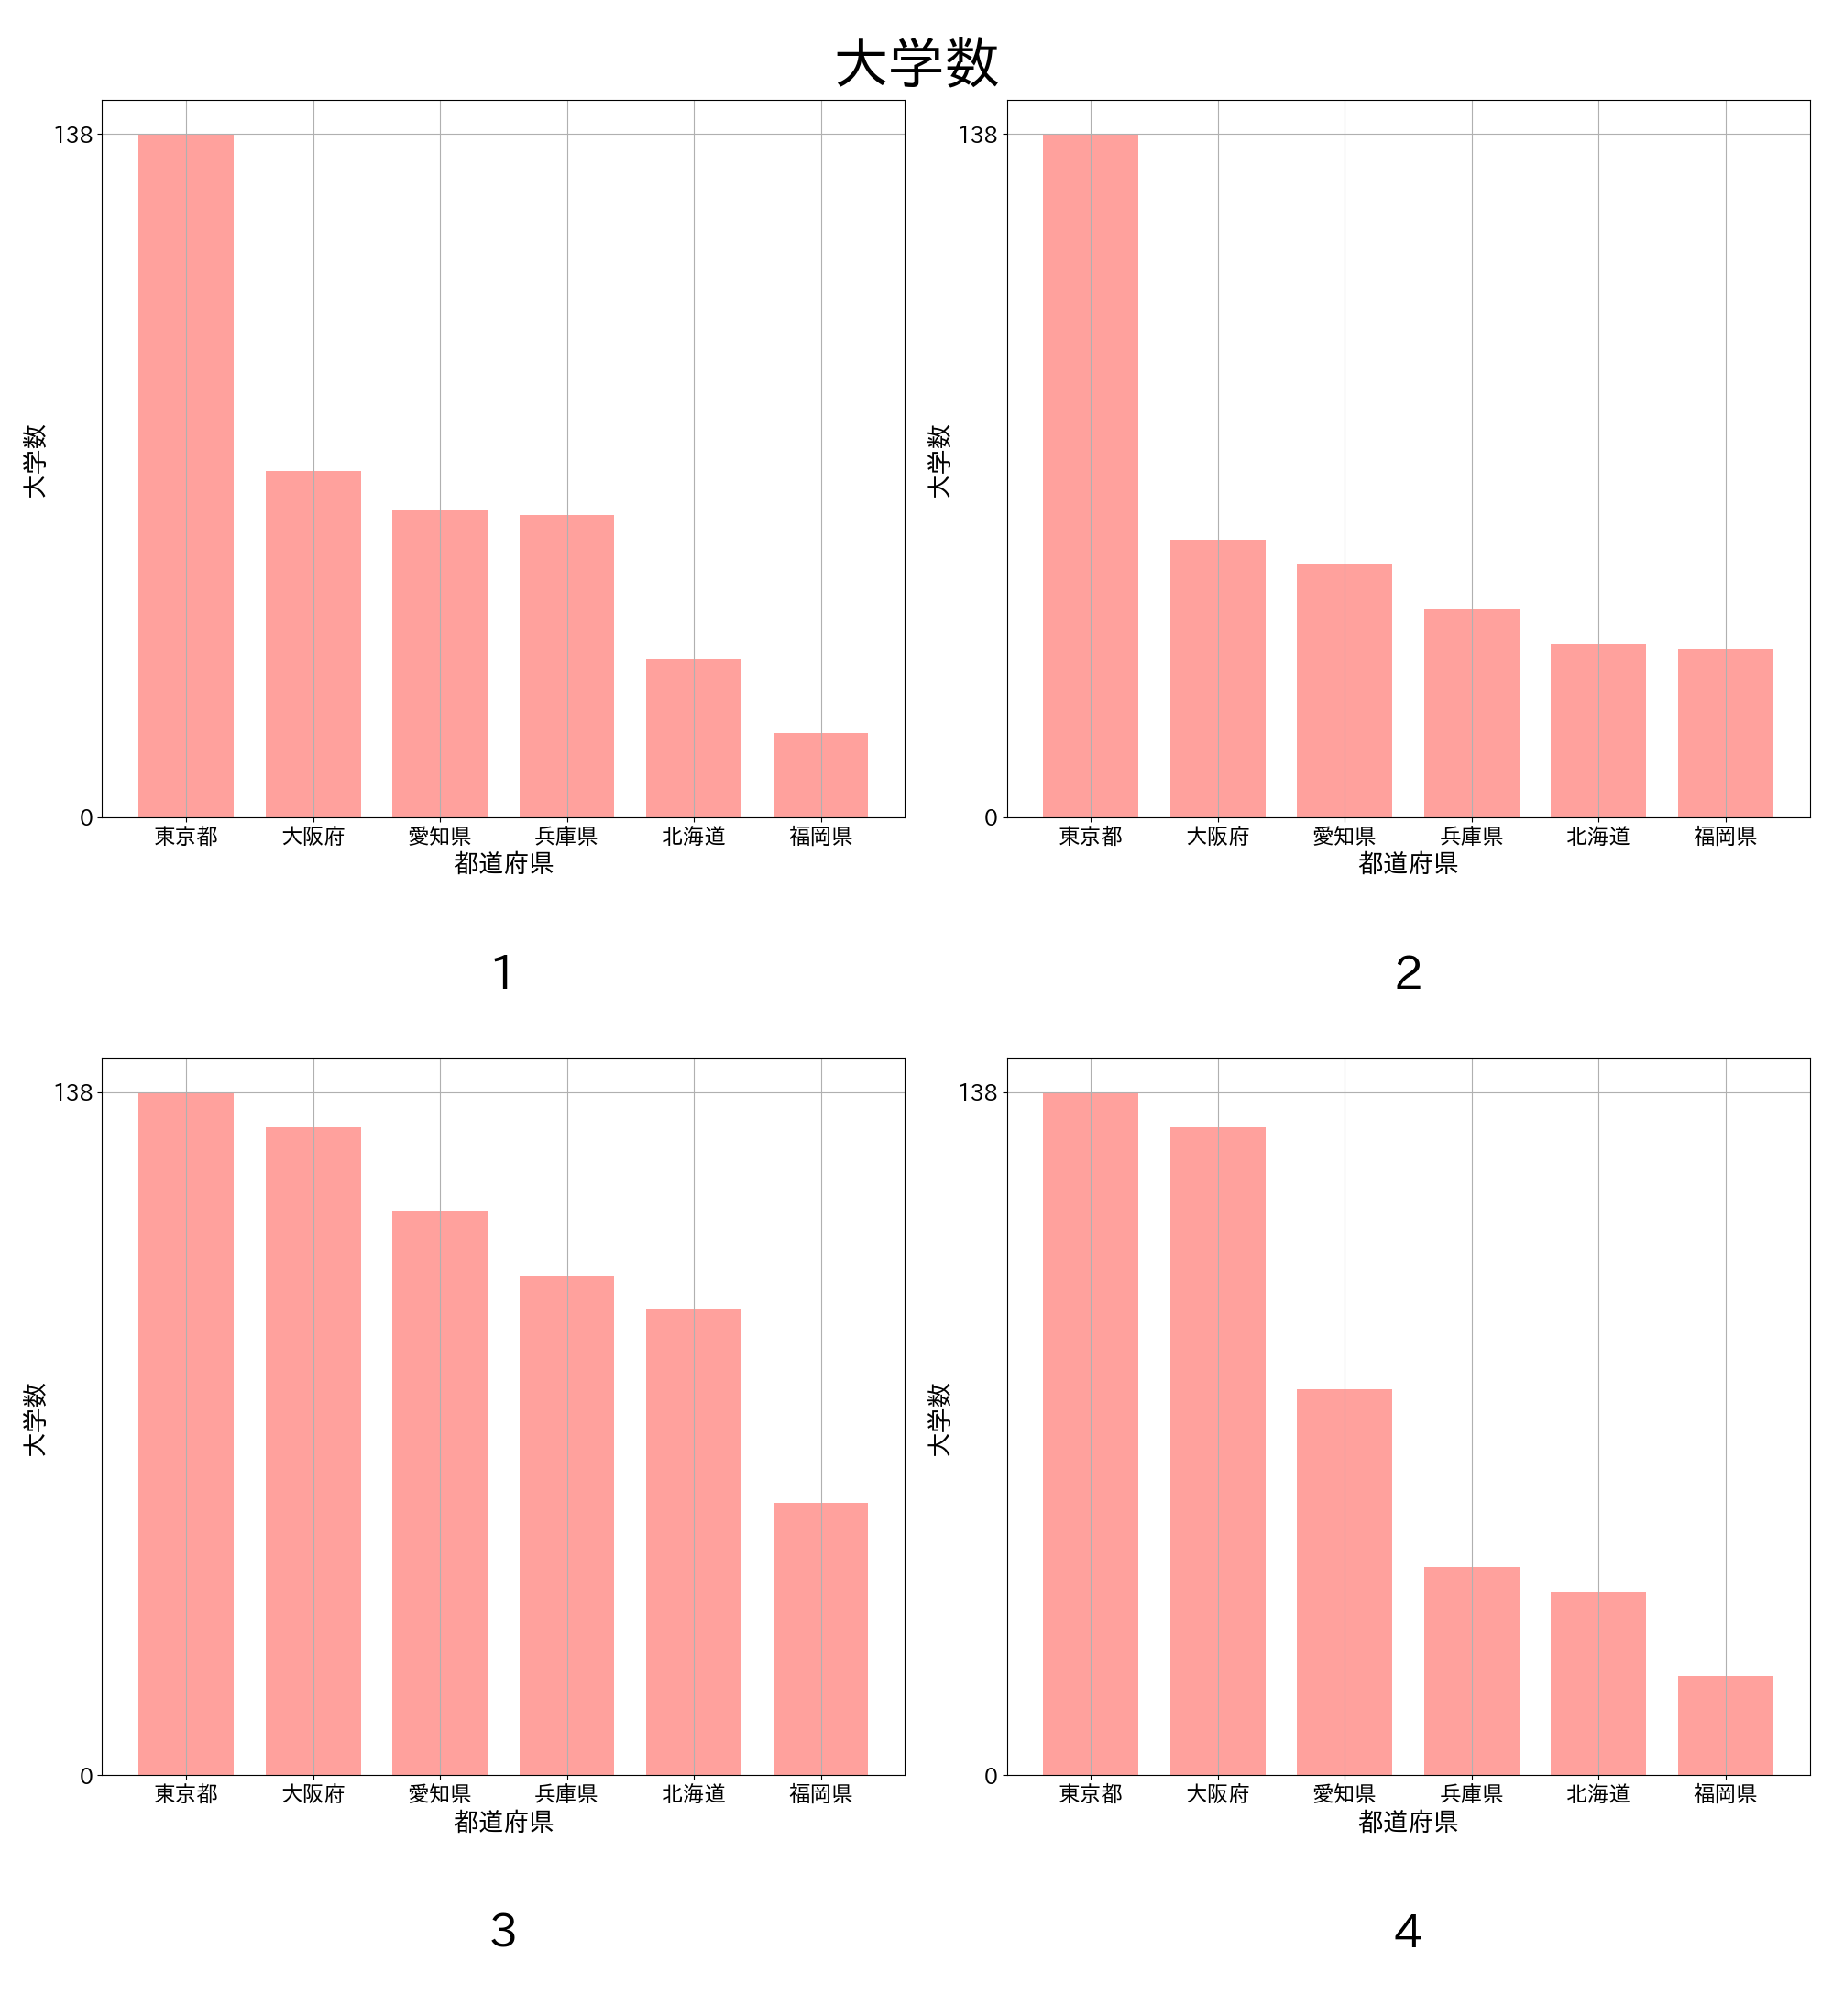 大学数
138
0
大学数
東京都 大阪府 愛知県 兵庫県 北海道 福岡県
都道府県
1
138
0
大学数
東京都 大阪府 愛知県 兵庫県 北海道 福岡県
都道府県
2
138
0
大学数
東京都 大阪府 愛知県 兵庫県 北海道 福岡県
都道府県
3
138
0
大学数
東京都 大阪府 愛知県 兵庫県 北海道 福岡県
都道府県
4